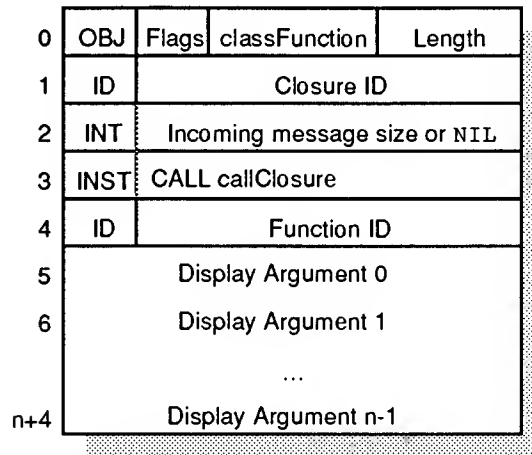 0 OBJ Flags classFunction Length
1 ID Closure ID
2 INT Incoming message size or NIL
3 INST CALL callClosure
4 ID Function ID
5 Display Argument 0
6 Display Argument 1
...
n+4 Display Argument n-1